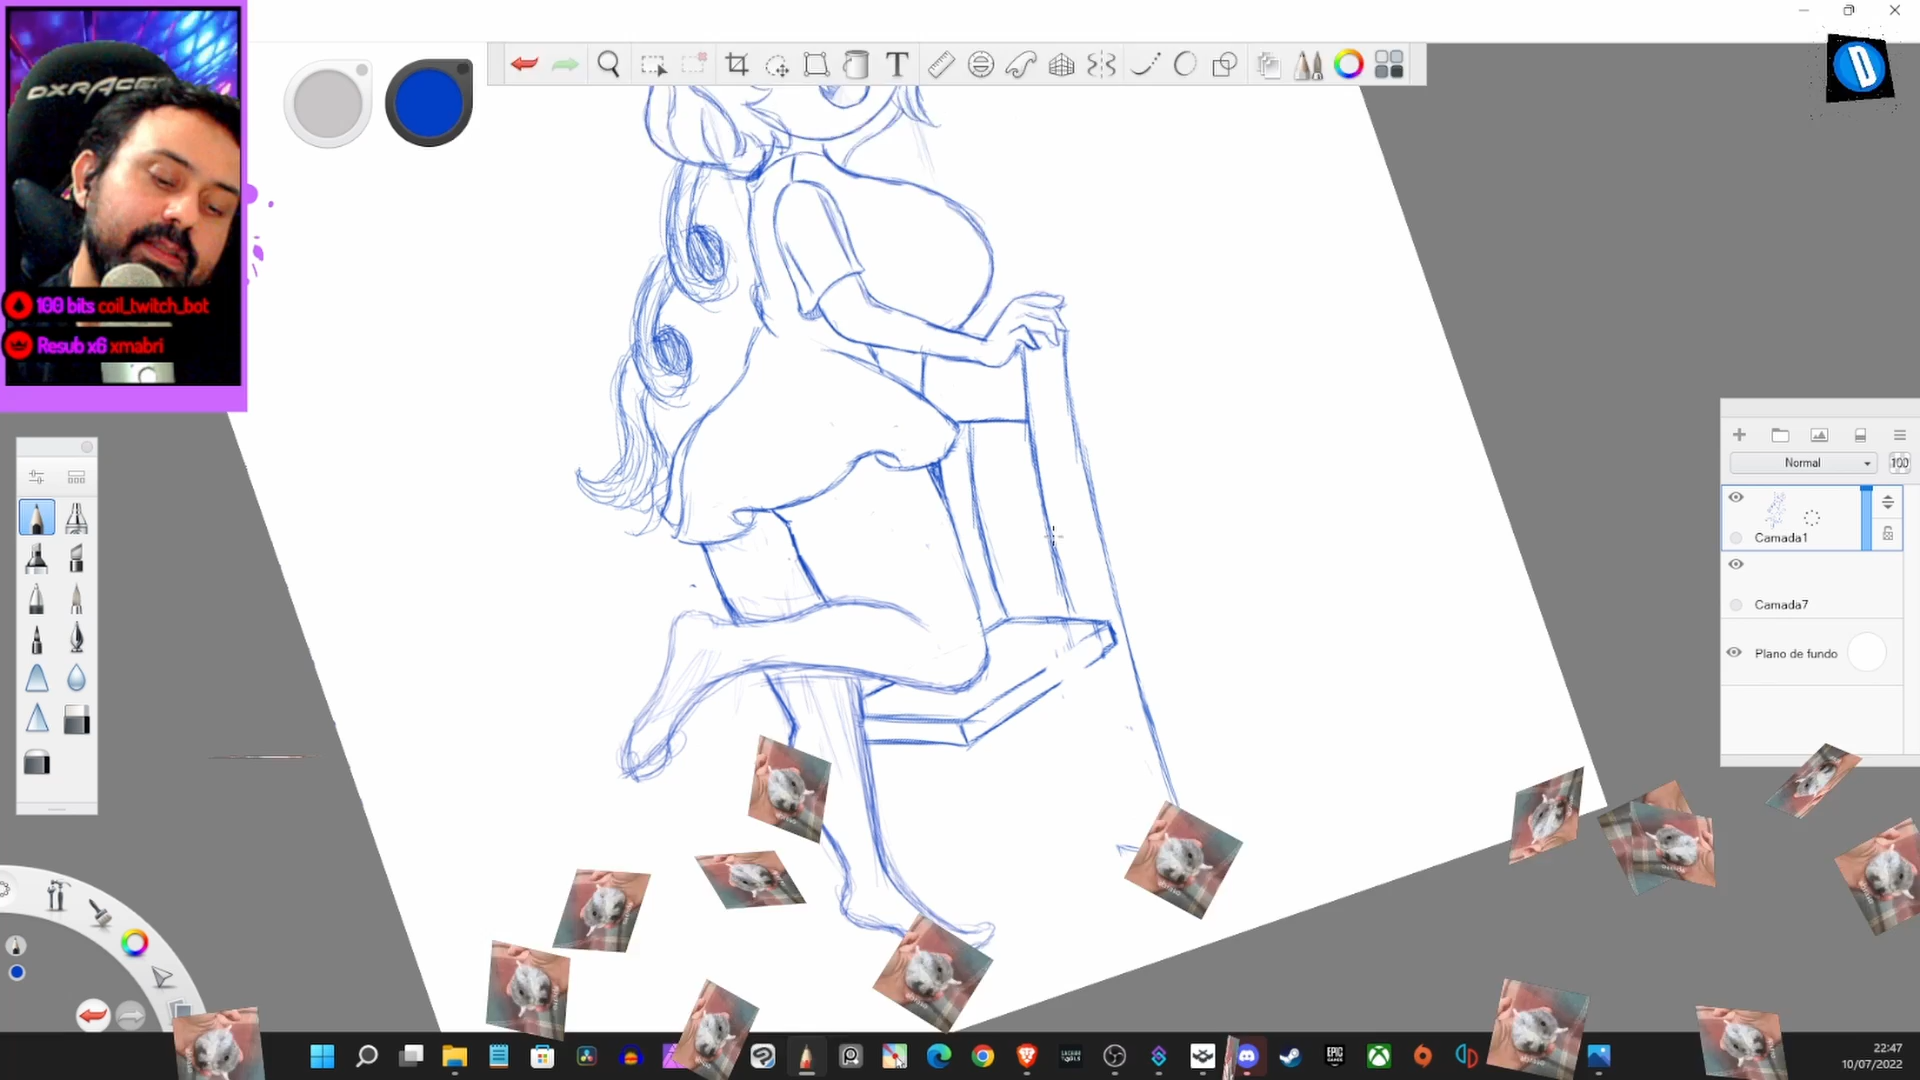 DXRACER
100 bits coil_twitch_bot
Resub x6 xmabri
T
Normal
100
Camada1
Camada7
Plano de fundo
EPIC
22:47
10/07/2022